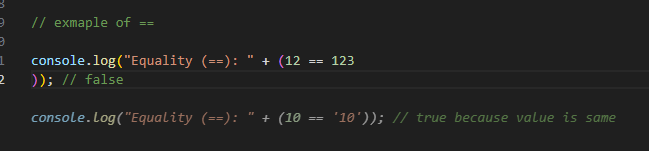 // exmaple of ==
console.log("Equality (==): " + (12 == 123
)); // false
console.log("Equality (==): " + (10 == '10')); // true because value is same